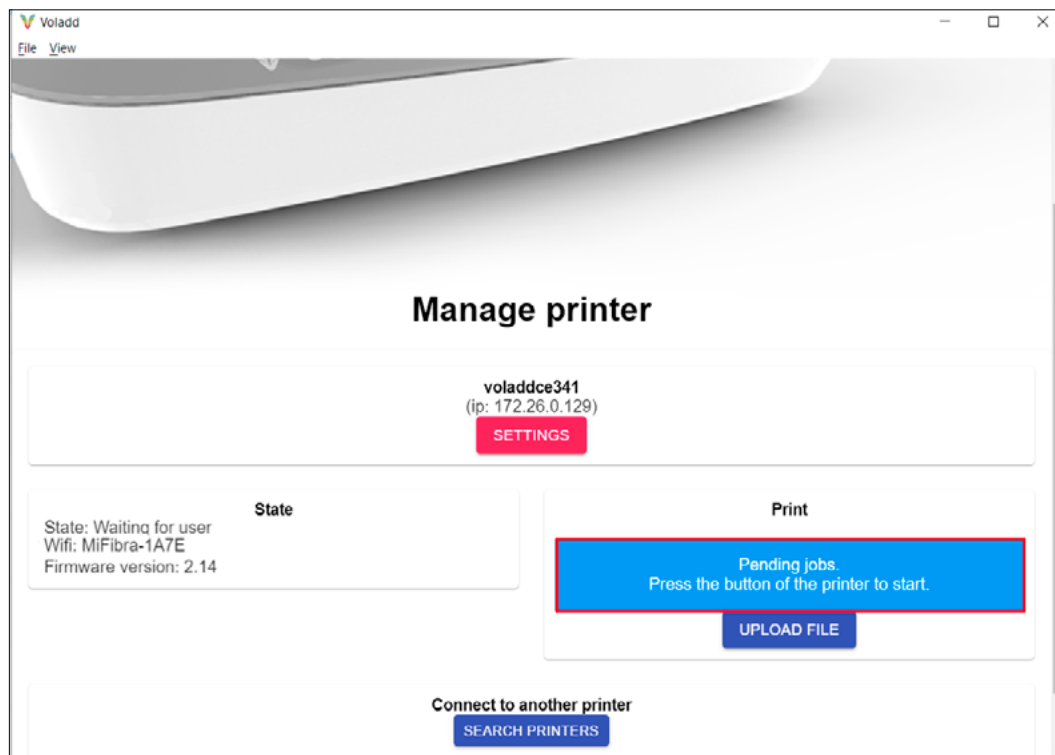 Voladd
File View
Manage printer
voladdce341
(ip: 172.26.0.129)
SETTINGS
State
State: Waiting for user
Wifi: MiFibra-1A7E
Firmware version: 2.14
Print
Pending jobs.
Press the button of the printer to start.
UPLOAD FILE
Connect to another printer
SEARCH PRINTERS